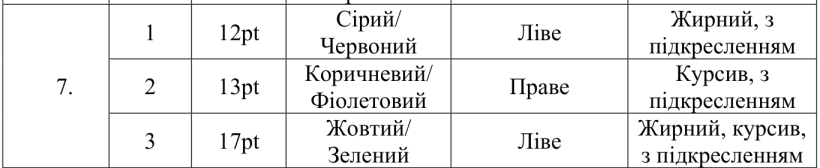 7.
1 12pt Сірий/ Ліве Жирний, з
Червоний підкресленням
2 13pt Коричневий/ Праве Курсив, з
Фіолетовий підкресленням
3 17pt Жовтий/ Ліве Жирний, курсив,
Зелений з підкресленням